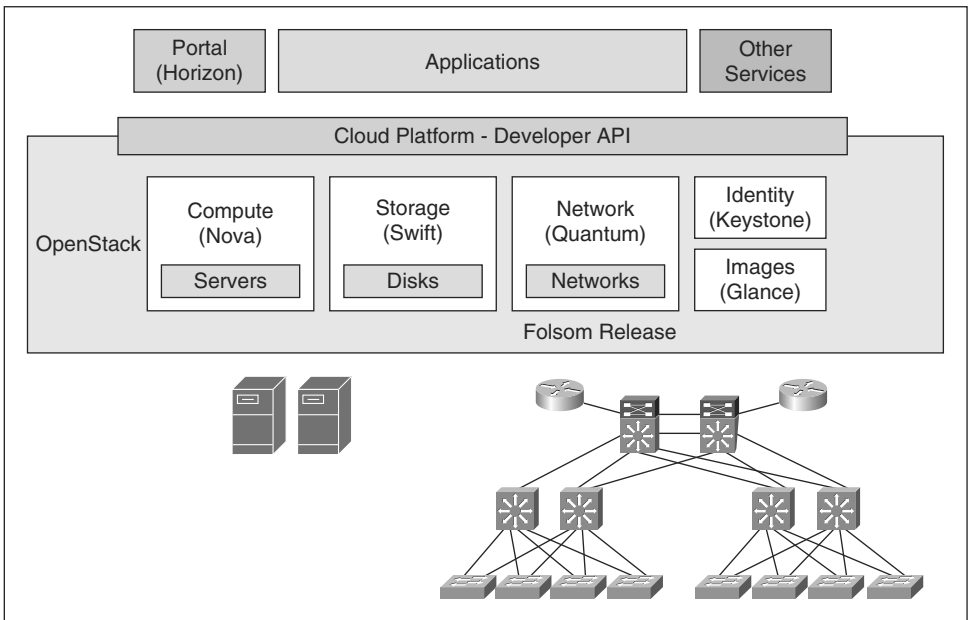 Portal
(Horizon)
Applications
Other
Services
Cloud Platform - Developer API
OpenStack
Compute
(Nova)
Servers
Storage
(Swift)
Disks
Network
(Quantum)
Networks
Identity
(Keystone)
Images
(Glance)
Folsom Release